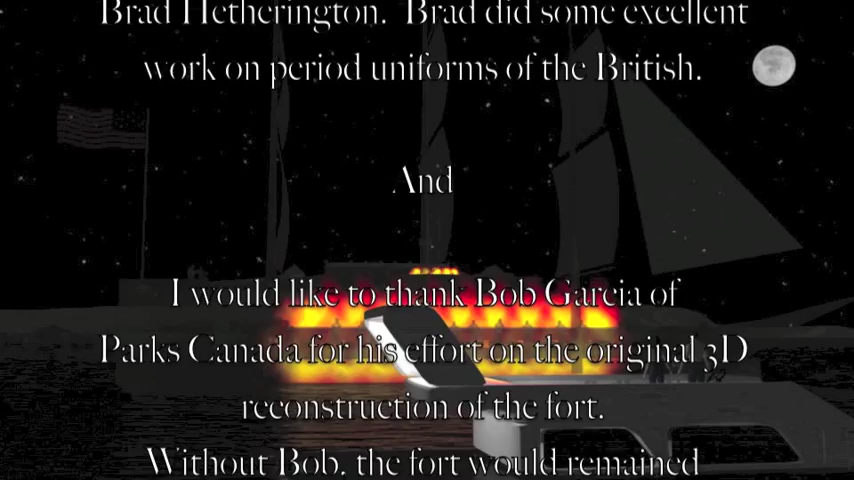 Brad Hetherington. Brad did some excellent
work on period uniforms of the British.
And
I would like to thank Bob Garcia of
Parks Canada for his effort on the original 3D
reconstruction of the fort.
Without Bob, the fort would remained